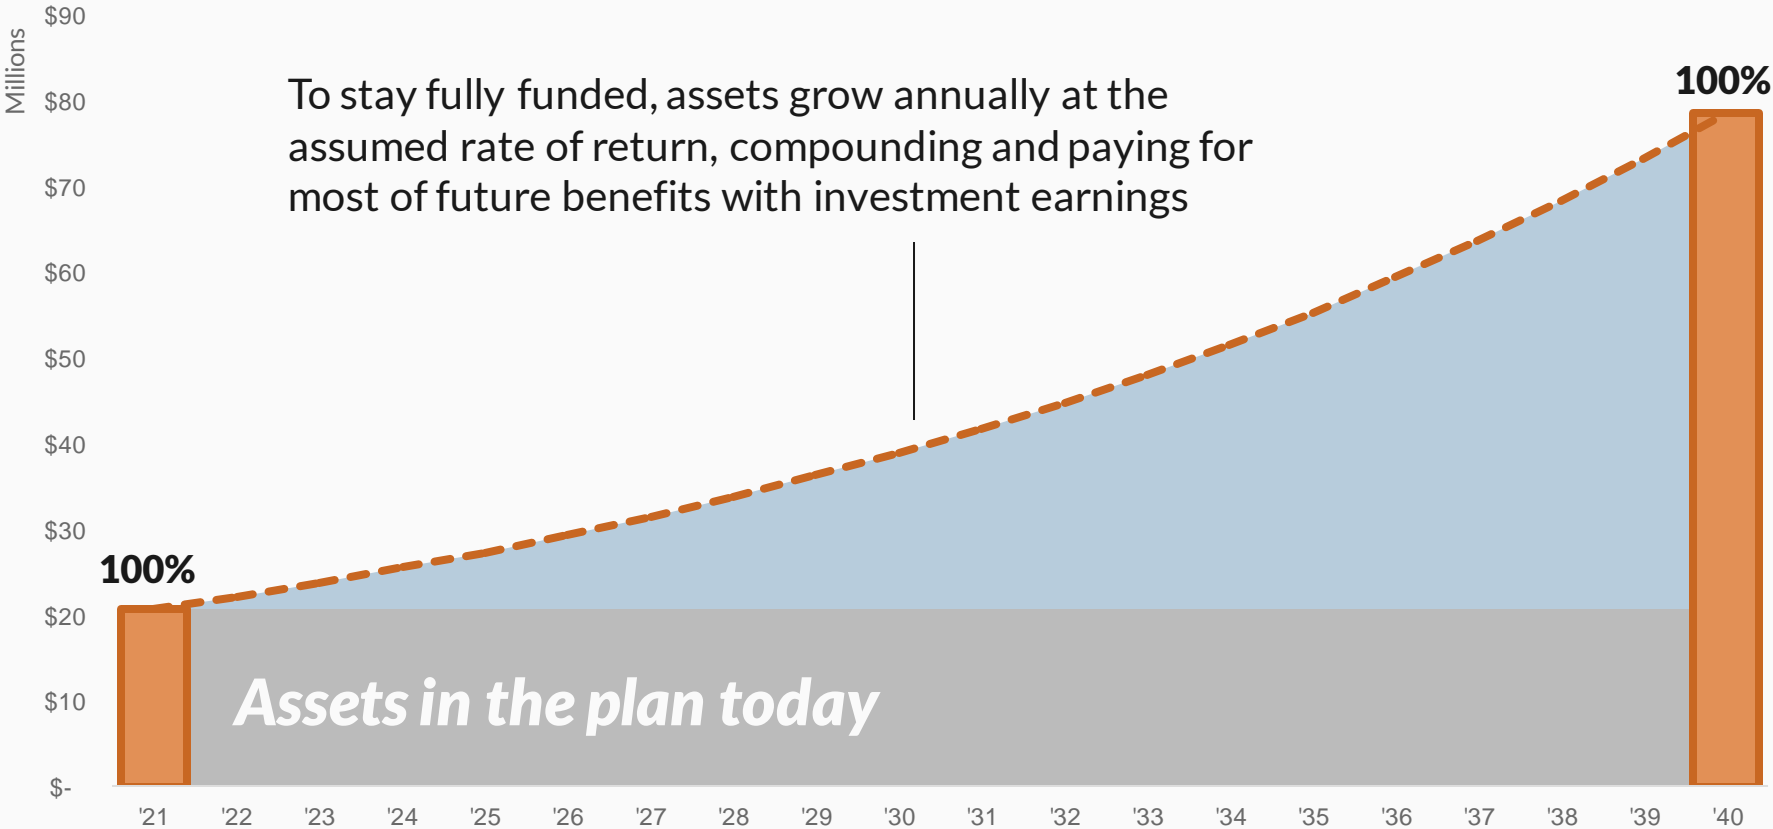 Millions
$90
$80
$70
$60
$50
$40
$30
$20
$10
$-
To stay fully funded, assets grow annually at the
assumed rate of return, compounding and paying for
most of future benefits with investment earnings
100%
100%
Assets in the plan today
'21 '22 '23 '24 '25 '26 '27 '28 '29 '30 '31 '32 '33 '34 '35 '36 '37 '38 '39 '40